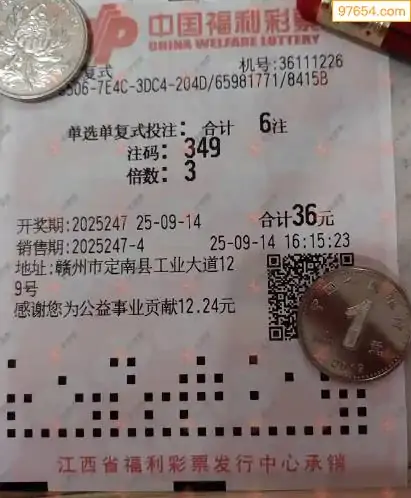 97654.com
中国福利彩票
CHINA WELFARE LOTTERY
复式
机号:36111226
5506-7E4C-3DC4-204D/65981771/8415B
单选单复式投注: 合计 6注
注码: 349
倍数: 3
开奖期:2025247 25-09-14 合计36元
销售期:2025247-4 25-09-14 16:15:23
地址:赣州市定南县工业大道12
9号
感谢您为公益事业贡献12.24元
1
江西省福利彩票发行中心承销